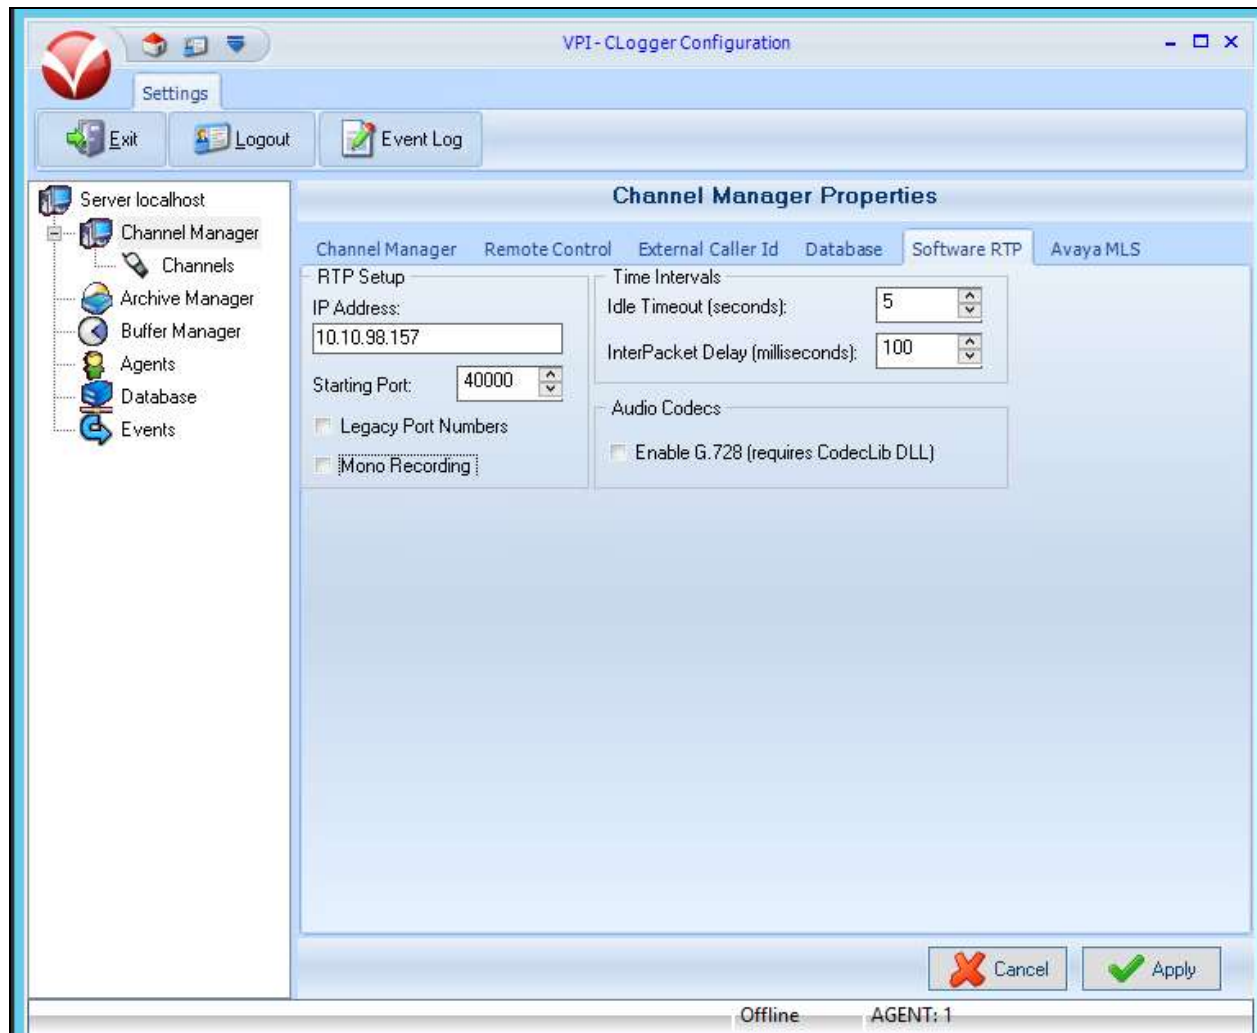 VPI - CLogger Configuration
Settings
Exit Logout Event Log
Server localhost
Channel Manager
Channels
Archive Manager
Buffer Manager
Agents
Database
Events
Channel Manager Properties
Channel Manager Remote Control External Caller Id Database Software RTP Avaya MLS
RTP Setup
IP Address:
10.10.98.157
Starting Port: 40000
Legacy Port Numbers
Mono Recording
Time Intervals
Idle Timeout (seconds): 5
InterPacket Delay (milliseconds): 100
Audio Codecs
Enable G.728 (requires CodecLib DLL)
Cancel Apply
Offline AGENT: 1